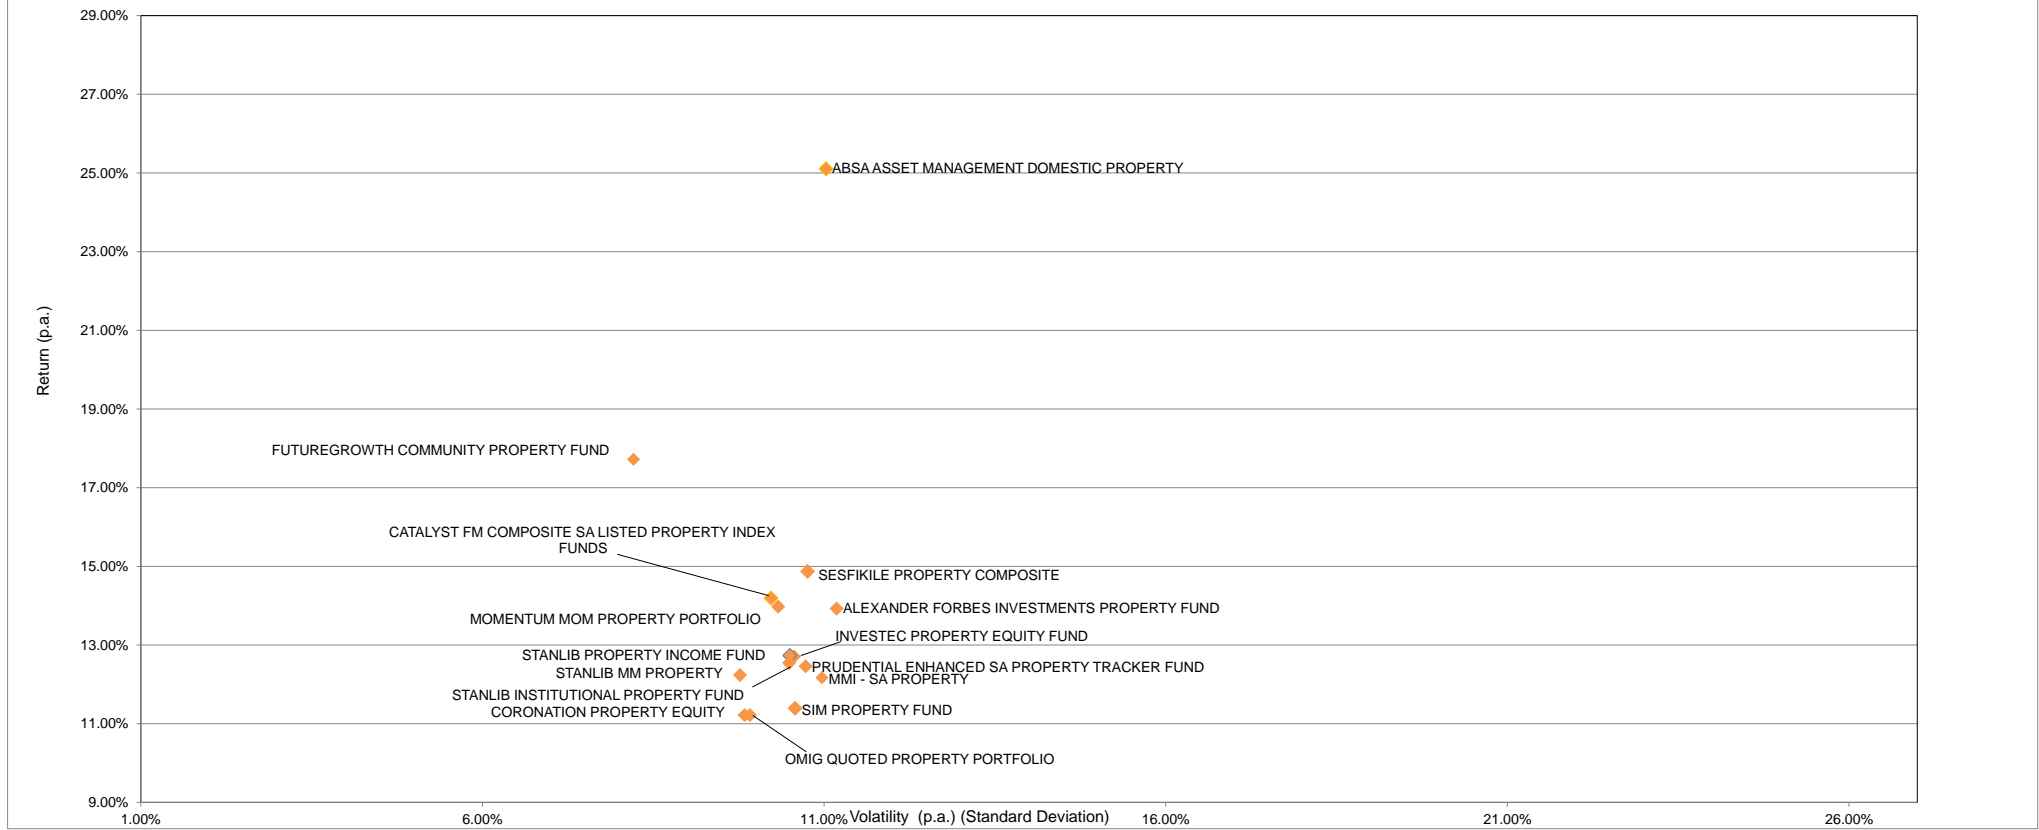 29.00%
27.00%
ABSA ASSET MANAGEMENT DOMESTIC PROPERTY
25.00%
23.00%
21.00%
Return (p.a.)
19.00%
FUTUREGROWTH COMMUNITY PROPERTY FUND
17.00%
CATALYST FM COMPOSITE SA LISTED PROPERTY INDEX
FUNDS
15.00%
SESFIKILE PROPERTY COMPOSITE
ALEXANDER FORBES INVESTMENTS PROPERTY FUND
MOMENTUM MOM PROPERTY PORTFOLIO
INVESTEC PROPERTY EQUITY FUND
13.00%
STANLIB PROPERTY INCOME FUND
PRUDENTIAL ENHANCED SA PROPERTY TRACKER FUND
STANLIB MM PROPERTY
MMI - SA PROPERTY
STANLIB INSTITUTIONAL PROPERTY FUND
CORONATION PROPERTY EQUITY
SIM PROPERTY FUND
11.00%
OMIG QUOTED PROPERTY PORTFOLIO
9.00%
1.00%
6.00%
11.00%
Volatility (p.a.) (Standard Deviation)
16.00%
21.00%
26.00%